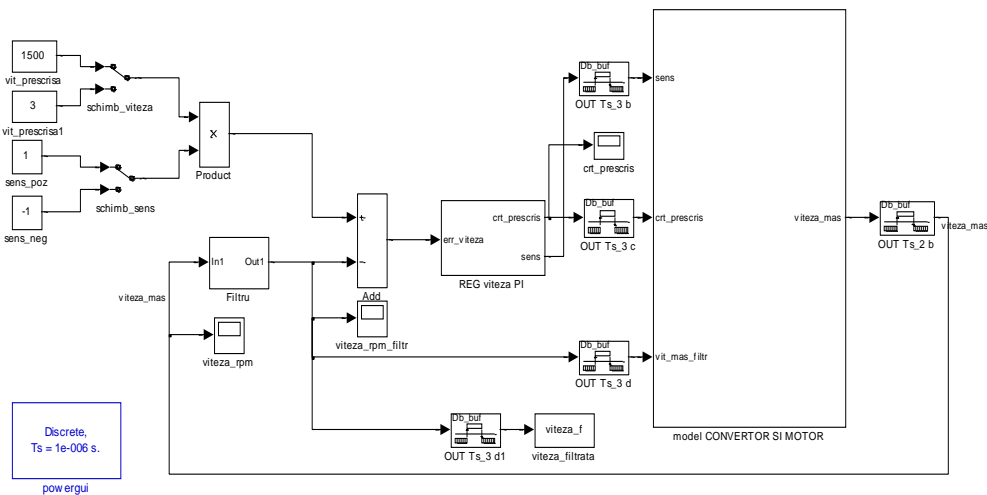 1500
vit_prescrisa
3
vit_prescrisa1
schimb_viteza
1
sens_poz
-1
sens_neg
schimb_sens
X
Product
In1 Out1
Filtru
viteza_mas
viteza_rpm
+
-
Add
viteza_rpm_filtr
err_viteza
crt_prescris
sens
REG viteza PI
Db_buf
OUT Ts_3 b
crt_prescris
Db_buf
OUT Ts_3 c
Db_buf
OUT Ts_3 d
Db_buf
OUT Ts_3 d1
viteza_f
viteza_filtrata
sens
crt_prescris
vit_mas_filtr
viteza_mas
model CONVERTOR SI MOTOR
Db_buf
OUT Ts_2 b
viteza_mas
Discrete,
Ts = 1e-006 s.
powergui